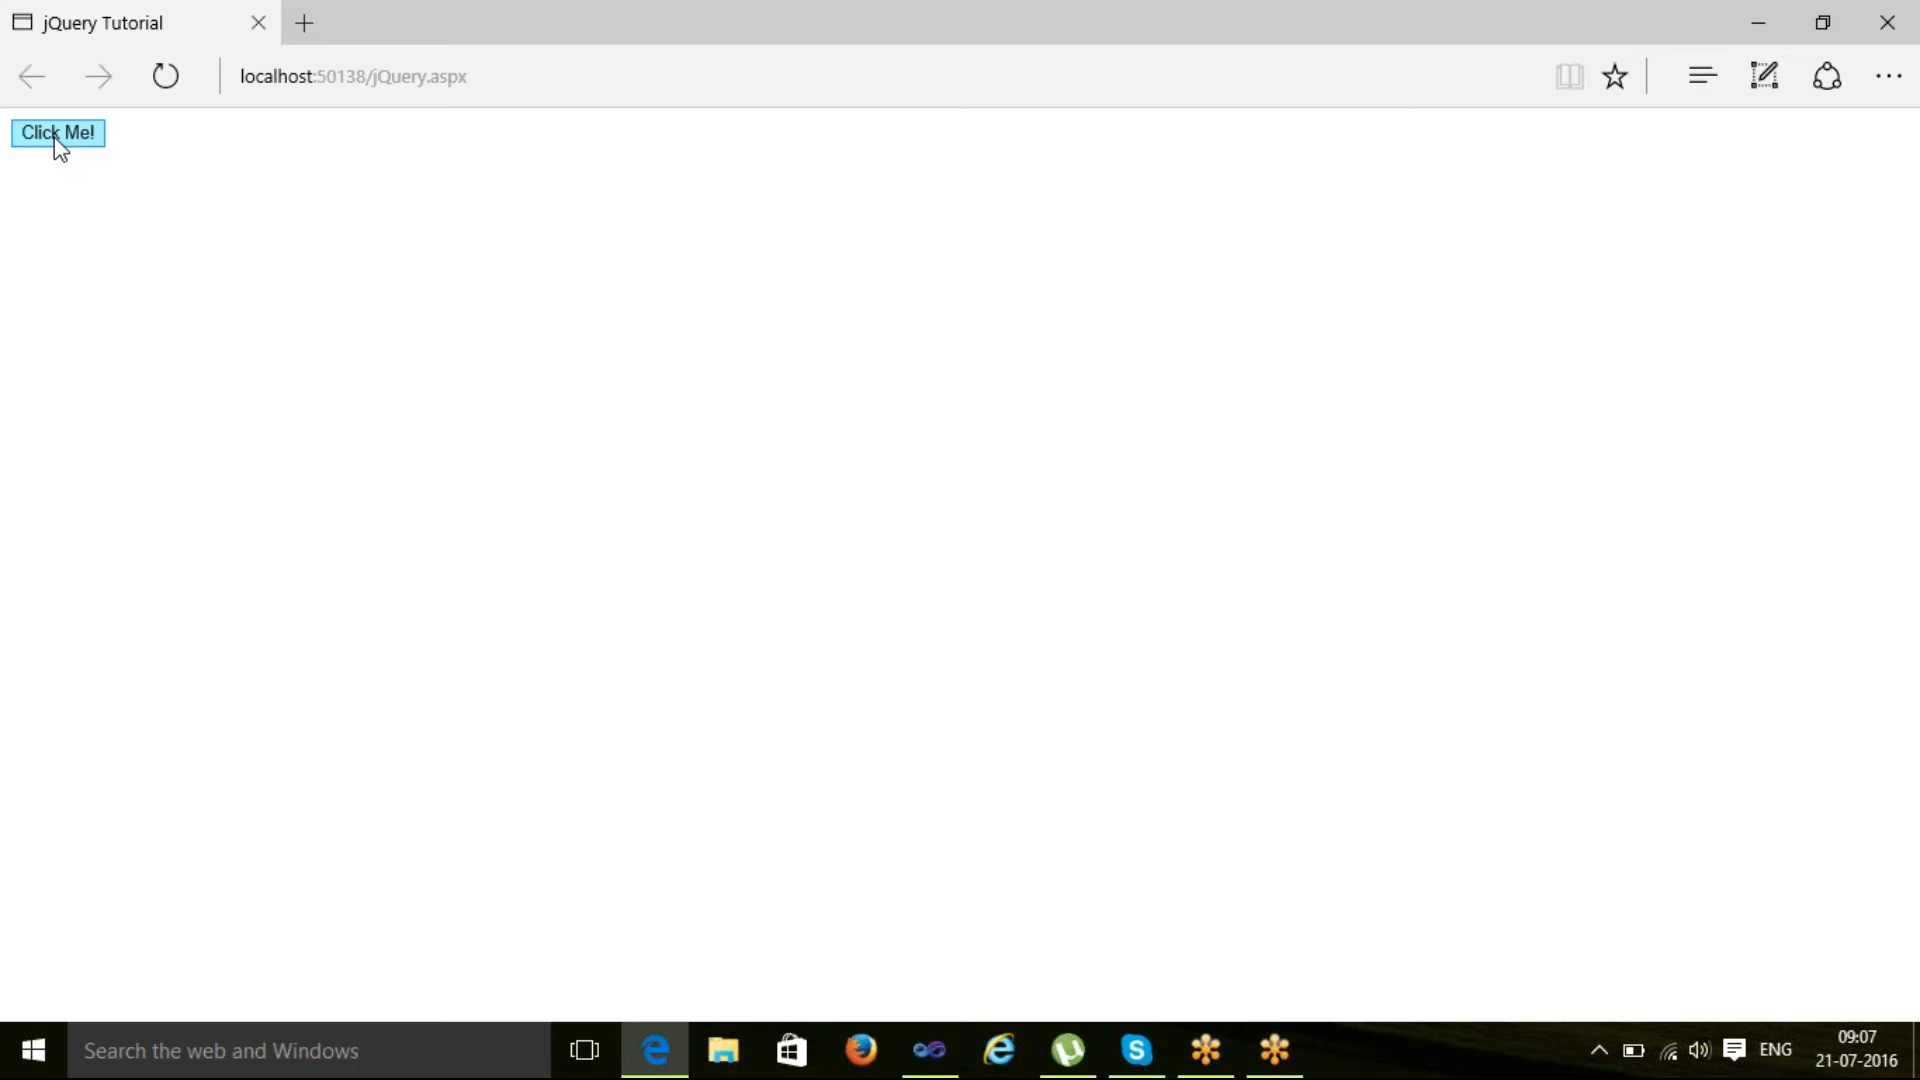 jQuery Tutorial
localhost:50138/jQuery.aspx
Click Me!
Search the web and Windows
ENG
09:07
21-07-2016